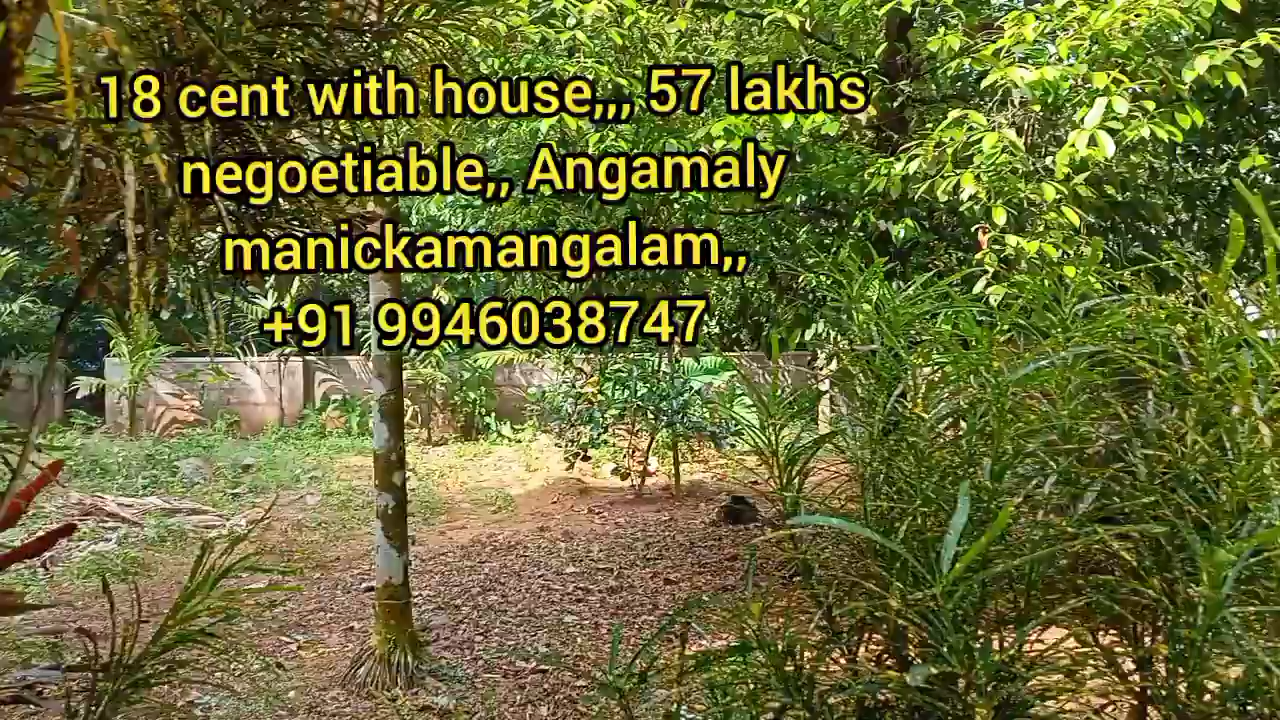 18 cent with house,,, 57 lakhs
negoetiable,, Angamaly
manickamangalam,,
+91 9946038747